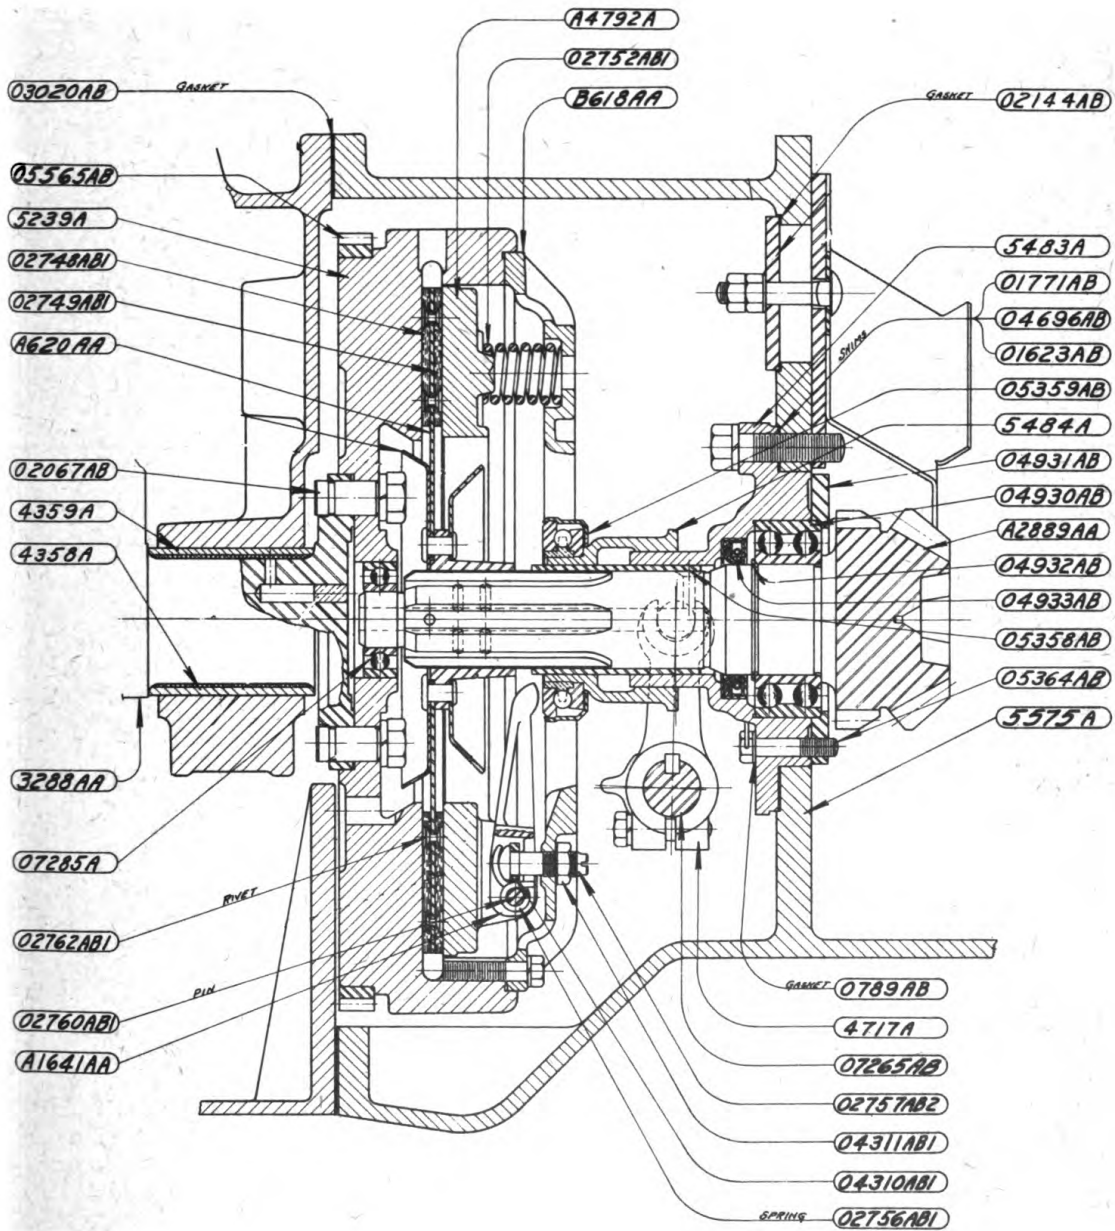 A4792A
02752AB1
B618AA
03020AB
GASKET
GASKET
02144AB
05565AB
5239A
02748AB1
02749AB1
A620AA
02067AB
4359A
4358A
3288AA
07285A
RIVET
02762AB1
PIN
02760AB1
A1641AA
5483A
01771AB
04696AB
SHIMS
01623AB
05359AB
5484A
04931AB
04930AB
A2889AA
04932AB
04933AB
05358AB
05364AB
5575A
GASKET
0789AB
4717A
07265AB
02757AB2
04311AB1
04310AB1
SPRING
02756AB1